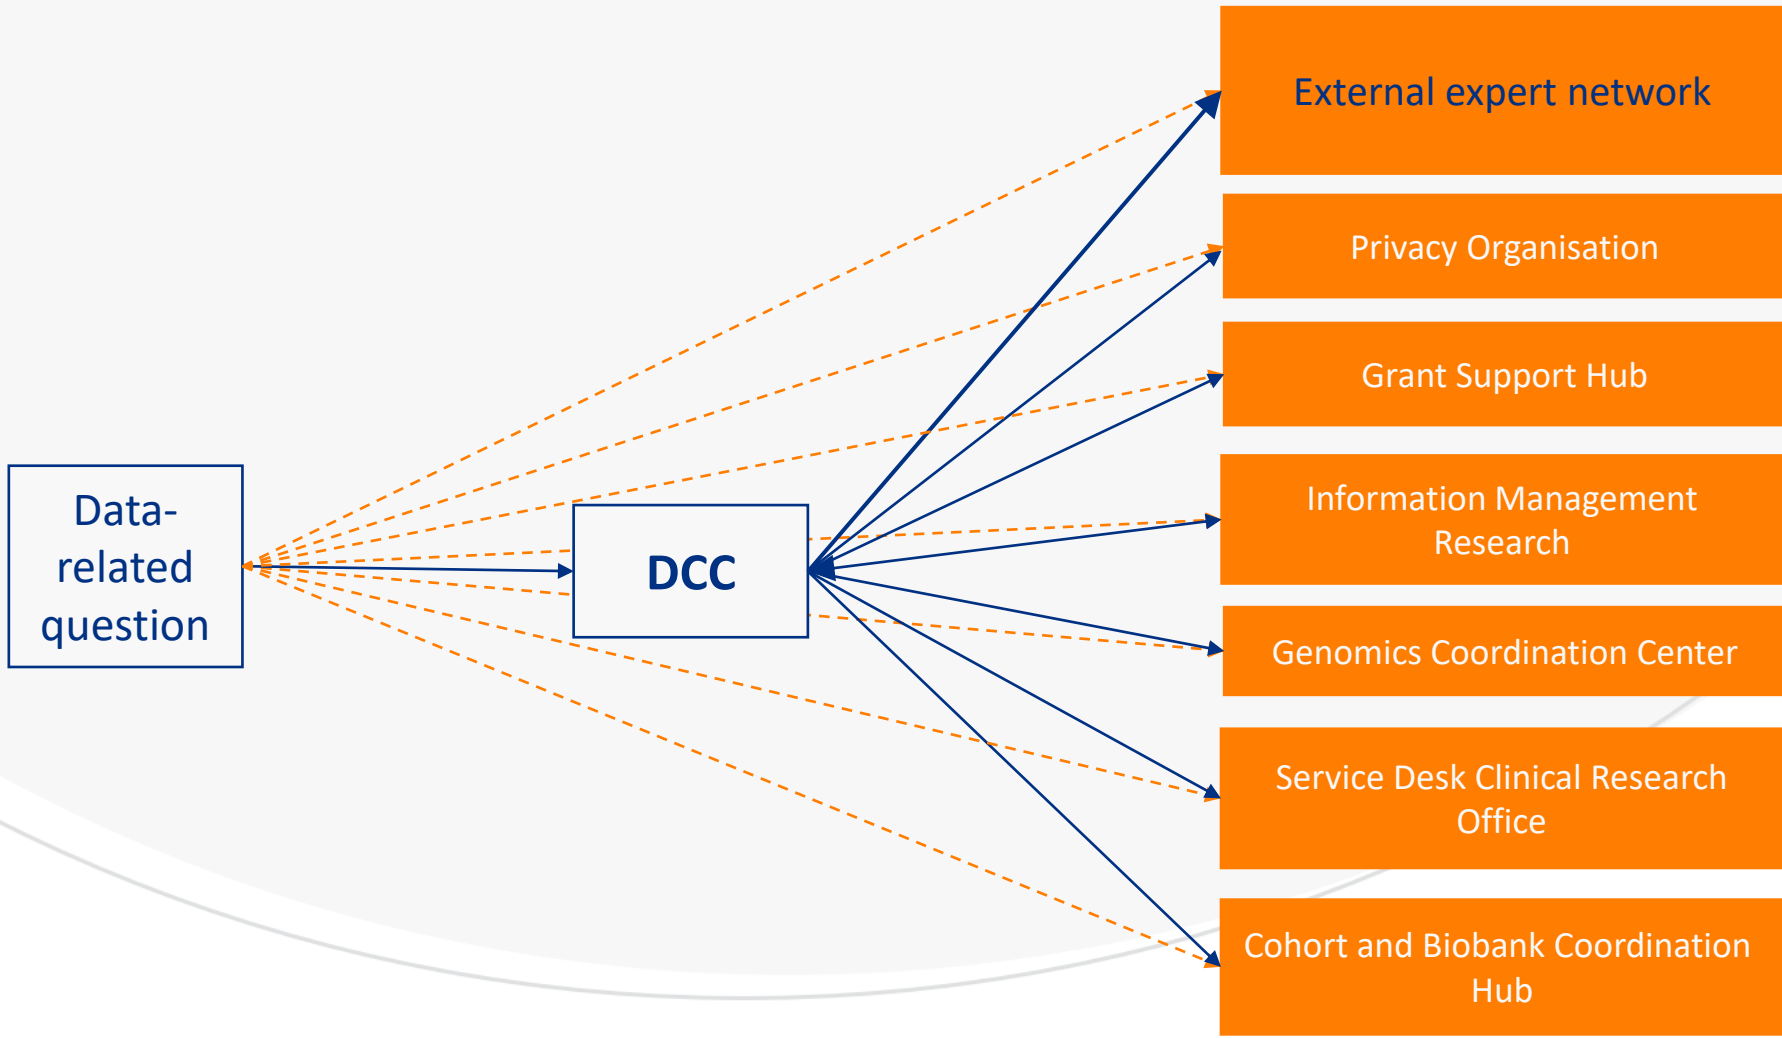 External expert network
Privacy Organisation
Grant Support Hub
Data-
related
question
DCC
Information Management
Research
Genomics Coordination Center
Service Desk Clinical Research
Office
Cohort and Biobank Coordination
Hub